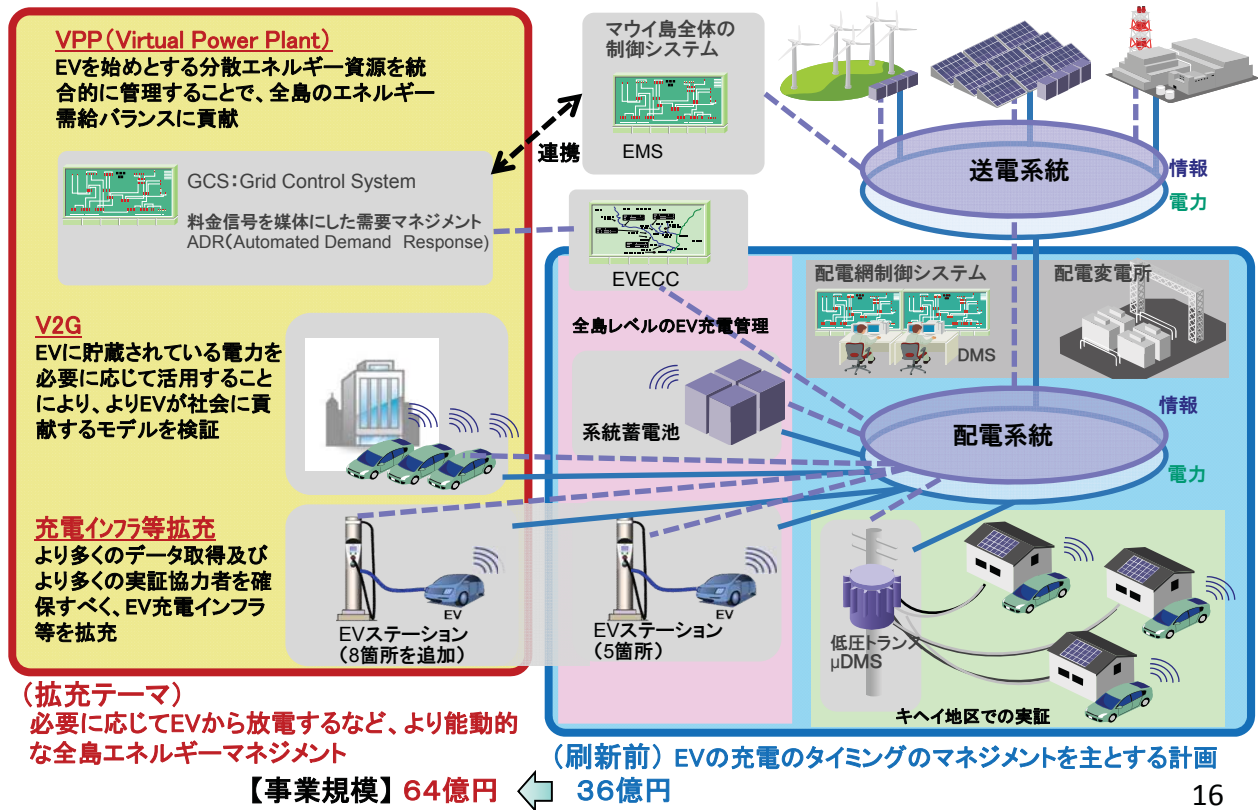 VPP(Virtual Power Plant)
EVを始めとする分散エネルギー資源を統
合的に管理することで、全島のエネルギー
需給バランスに貢献
GCS:Grid Control System
料金信号を媒体にした需要マネジメント
ADR(Automated Demand Response)
連携
マウイ島全体の
制御システム
EMS
EVECC
送電系統
情報
電力
V2G
EVに貯蔵されている電力を
必要に応じて活用すること
により、よりEVが社会に貢
献するモデルを検証
全島レベルのEV充電管理
系統蓄電池
配電網制御システム
DMS
配電変電所
配電系統
情報
電力
充電インフラ等拡充
より多くのデータ取得及び
より多くの実証協力者を確
保すべく、EV充電インフラ
等を拡充
EV
EVステーション
(8箇所を追加)
EV
EVステーション
(5箇所)
低圧トランス
μDMS
キヘイ地区での実証
(拡充テーマ)
必要に応じてEVから放電するなど、より能動的
な全島エネルギーマネジメント
(刷新前) EVの充電のタイミングのマネジメントを主とする計画
【事業規模】 64億円 36億円
16